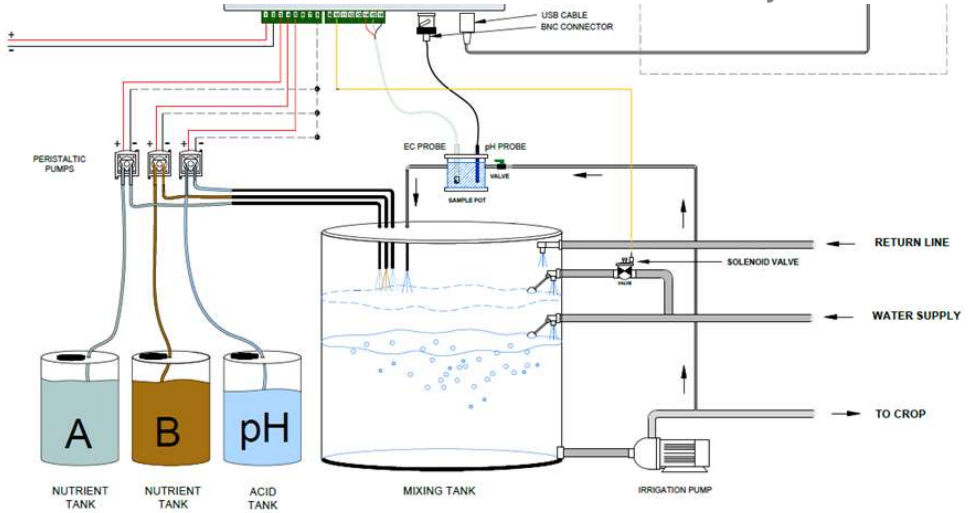 USB CABLE
BNC CONNECTOR
+
-
+ - + - + -
PERISTALTIC
PUMPS
EC PROBE
pH PROBE
VALVE
SAMPLE POT
RETURN LINE
SOLENOID VALVE
VALVE
WATER SUPPLY
A
B
pH
TO CROP
NUTRIENT
TANK
NUTRIENT
TANK
ACID
TANK
MIXING TANK
IRRIGATION PUMP